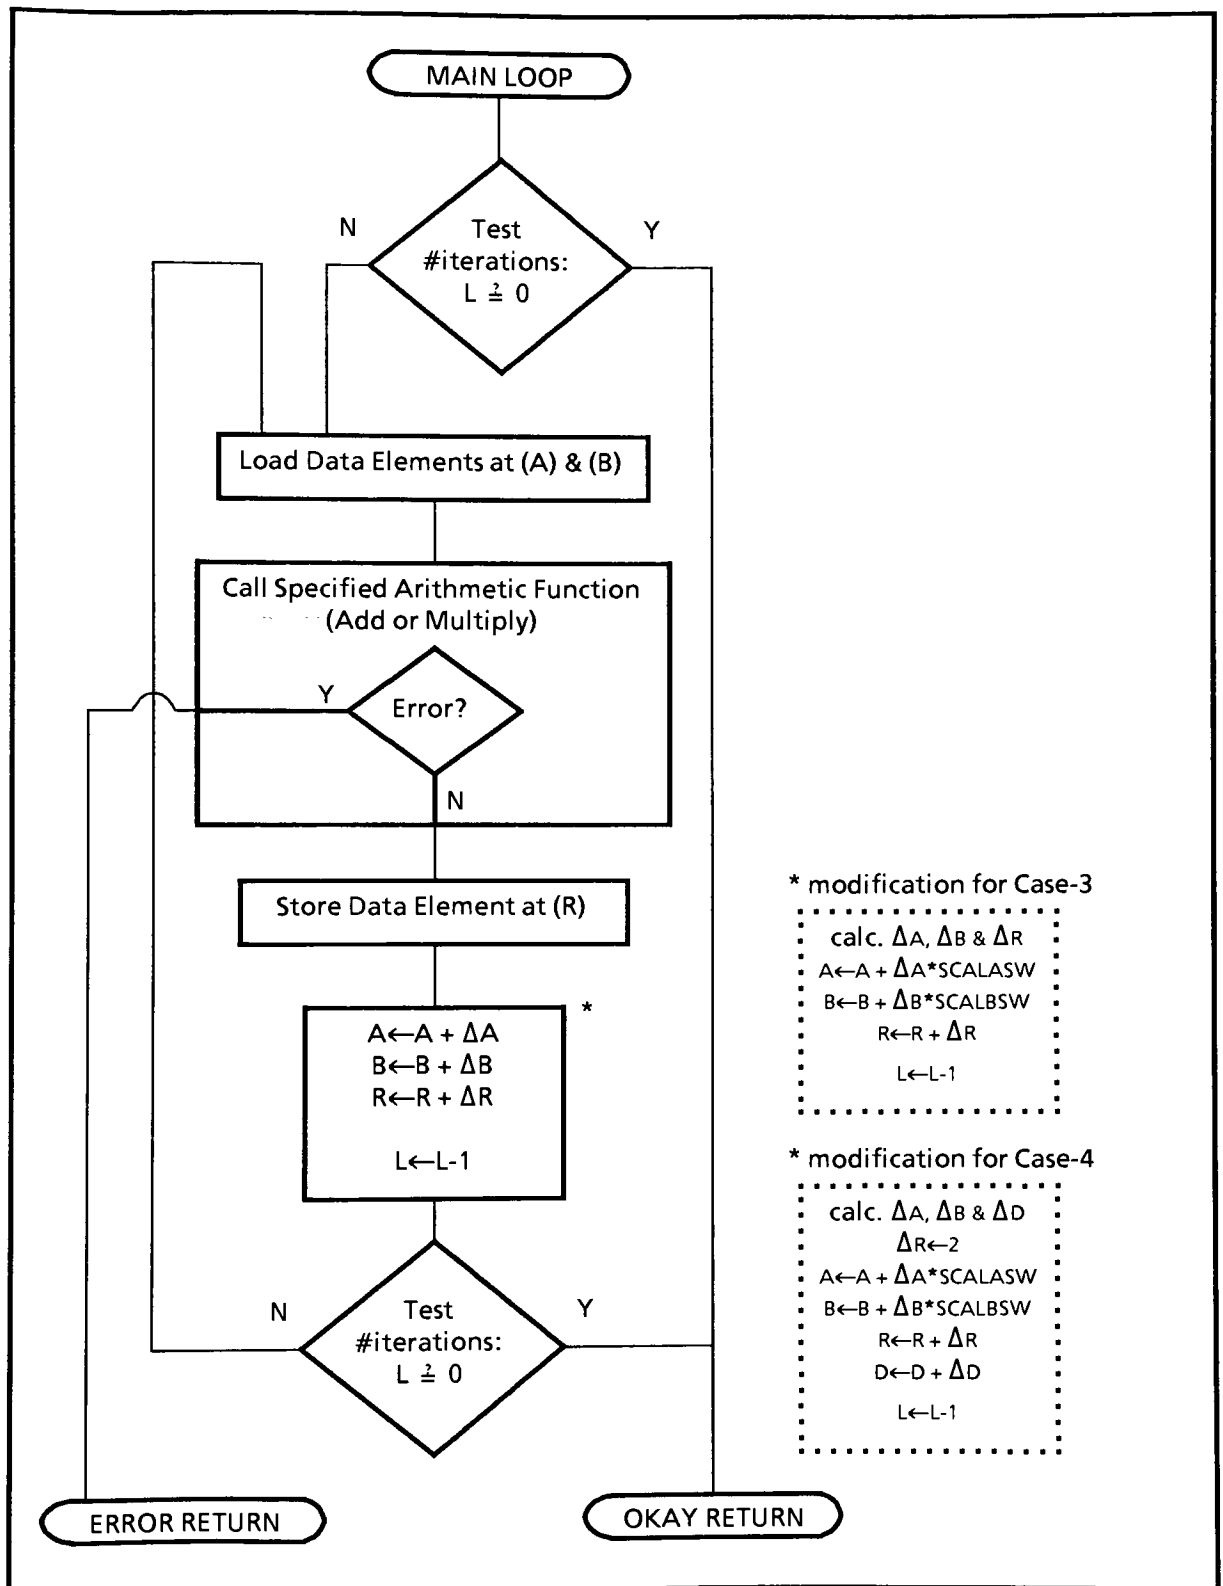 MAIN LOOP
N
Test
Y
#iterations:
L ≟ 0
Load Data Elements at (A) & (B)
Call Specified Arithmetic Function
(Add or Multiply)
Y
Error?
N
Store Data Element at (R)
*
A←A + ΔA
B←B + ΔB
R←R + ΔR
L←L-1
N
Test
Y
#iterations:
L ≟ 0
* modification for Case-3
calc. ΔA, ΔB & ΔR
A←A + ΔA*SCALASW
B←B + ΔB*SCALBSW
R←R + ΔR
L←L-1
* modification for Case-4
calc. ΔA, ΔB & ΔD
ΔR←2
A←A + ΔA*SCALASW
B←B + ΔB*SCALBSW
R←R + ΔR
D←D + ΔD
L←L-1
ERROR RETURN
OKAY RETURN